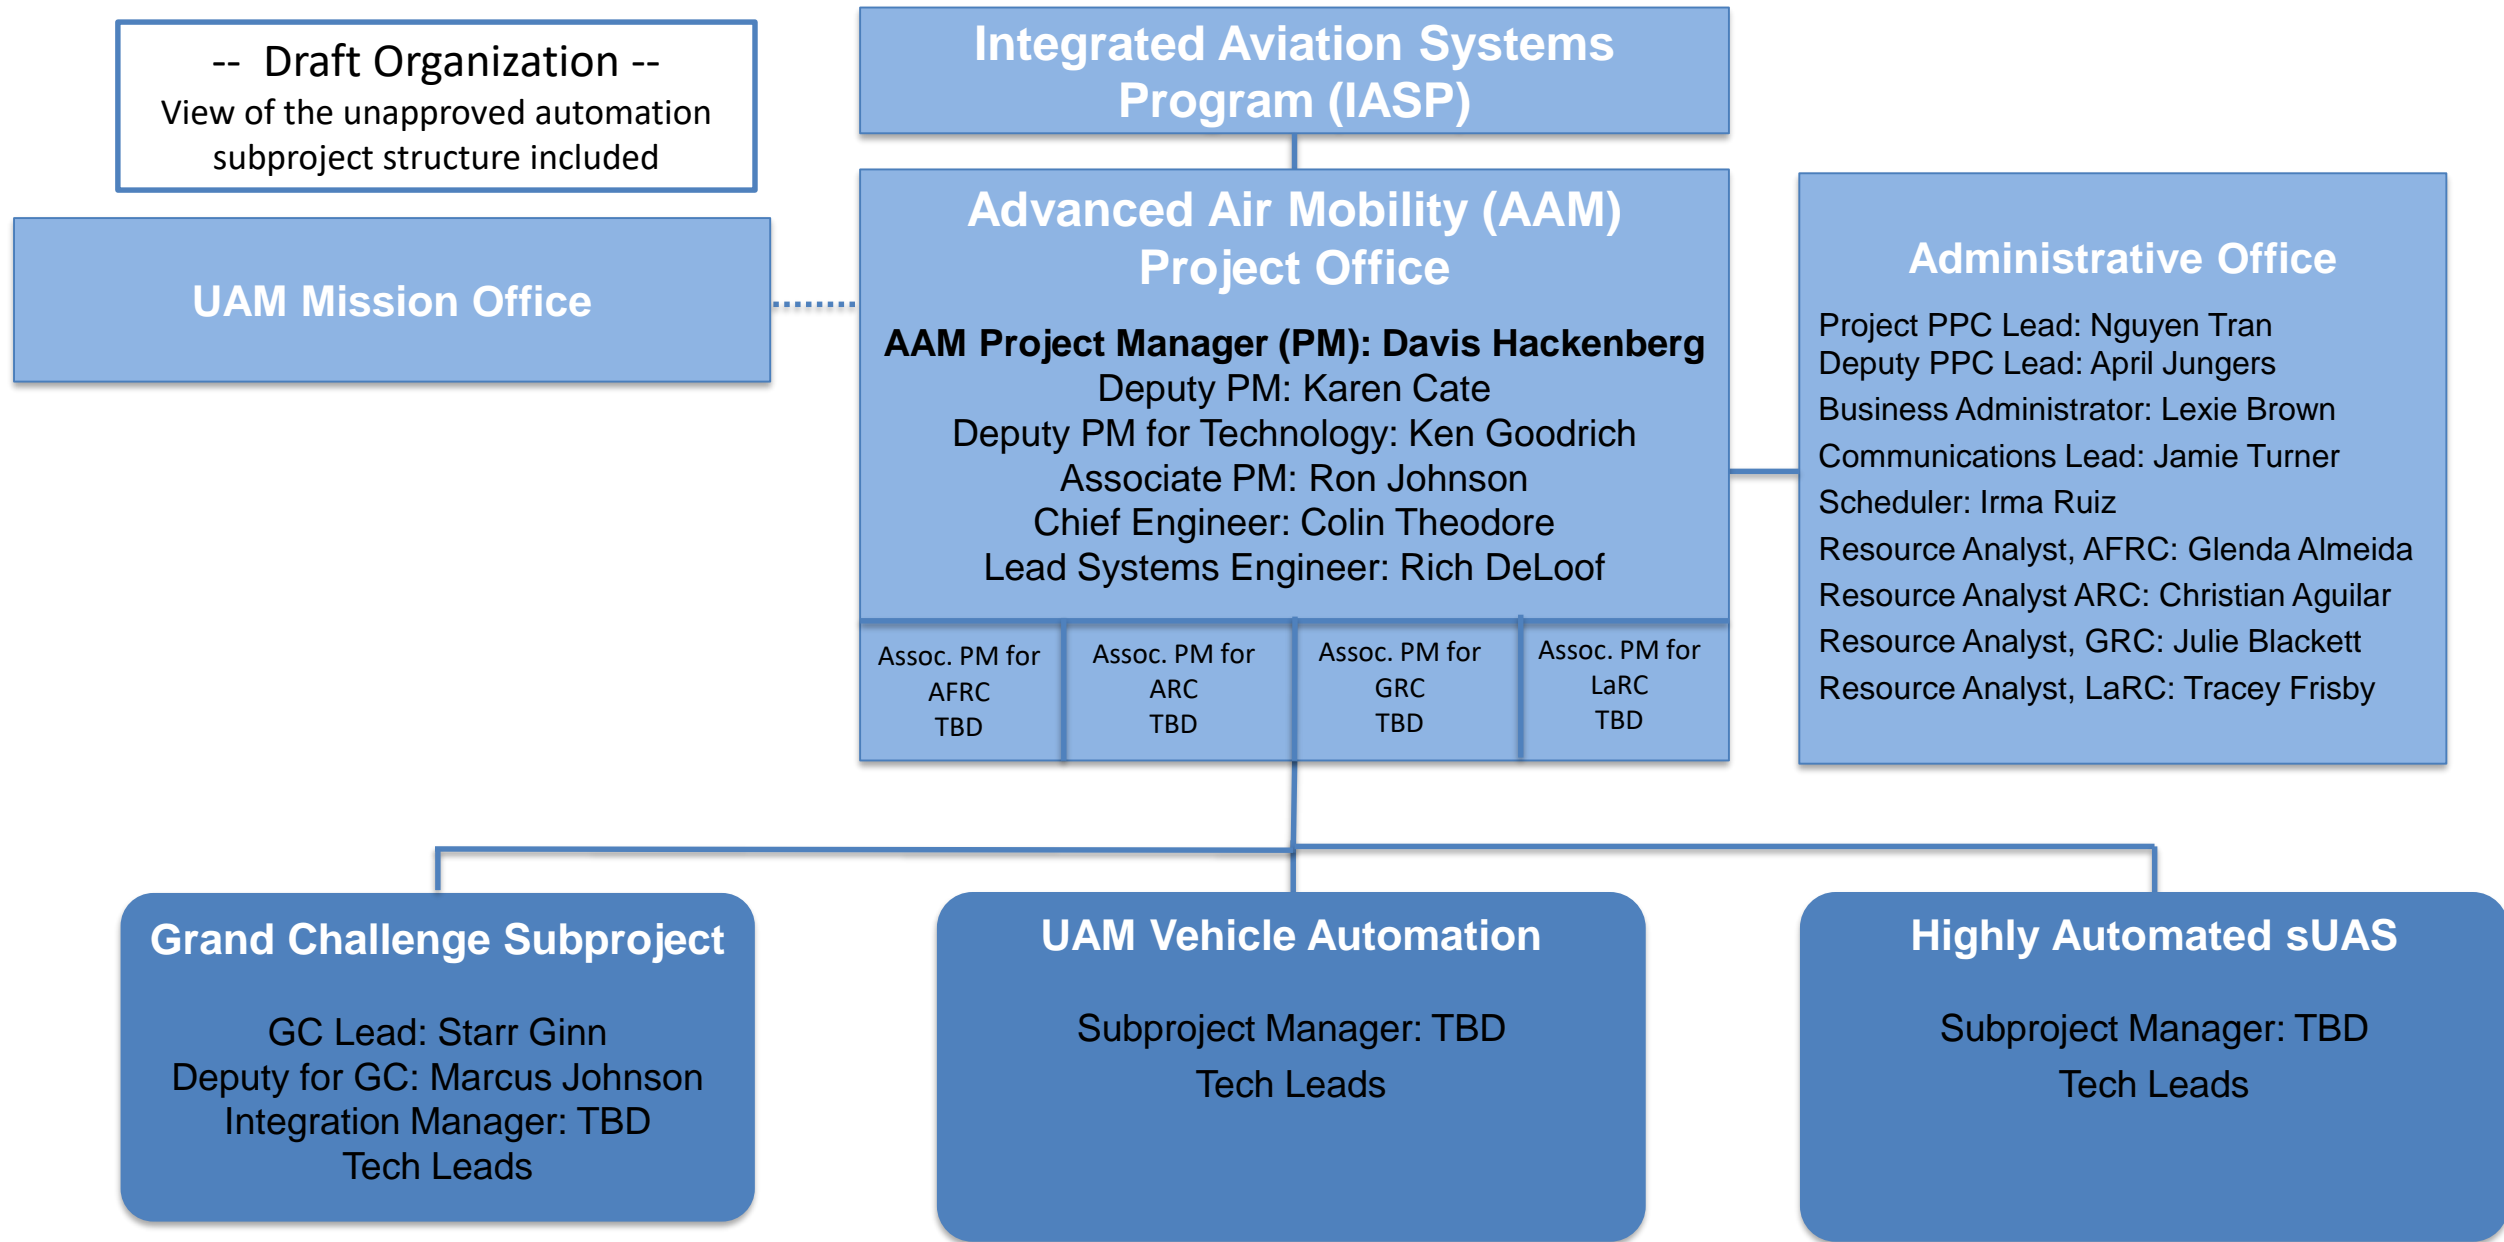 -- Draft Organization --
View of the unapproved automation
subproject structure included
Integrated Aviation Systems
Program (IASP)
UAM Mission Office
Advanced Air Mobility (AAM)
Project Office
AAM Project Manager (PM): Davis Hackenberg
Deputy PM: Karen Cate
Deputy PM for Technology: Ken Goodrich
Associate PM: Ron Johnson
Chief Engineer: Colin Theodore
Lead Systems Engineer: Rich DeLoof
Assoc. PM for
AFRC
TBD
Assoc. PM for
ARC
TBD
Assoc. PM for
GRC
TBD
Assoc. PM for
LaRC
TBD
Administrative Office
Project PPC Lead: Nguyen Tran
Deputy PPC Lead: April Jungers
Business Administrator: Lexie Brown
Communications Lead: Jamie Turner
Scheduler: Irma Ruiz
Resource Analyst, AFRC: Glenda Almeida
Resource Analyst ARC: Christian Aguilar
Resource Analyst, GRC: Julie Blackett
Resource Analyst, LaRC: Tracey Frisby
Grand Challenge Subproject
GC Lead: Starr Ginn
Deputy for GC: Marcus Johnson
Integration Manager: TBD
Tech Leads
UAM Vehicle Automation
Subproject Manager: TBD
Tech Leads
Highly Automated sUAS
Subproject Manager: TBD
Tech Leads